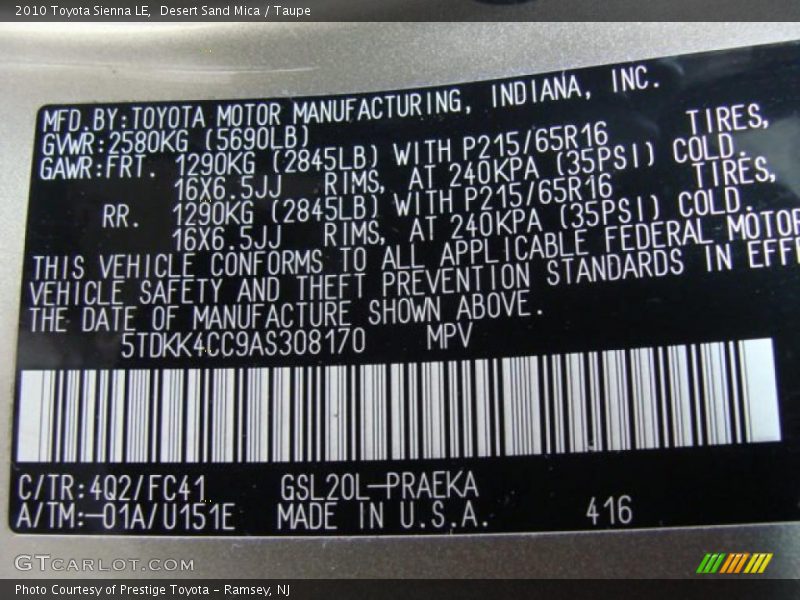 2010 Toyota Sienna LE,  Desert Sand Mica / Taupe
MFD.BY:TOYOTA MOTOR MANUFACTURING, INDIANA, INC.
GVWR:2580KG (5690LB)
GAWR:FRT. 1290KG (2845LB) WITH P215/65R16 TIRES,
16X6.5JJ RIMS, AT 240KPA (35PSI) COLD.
RR. 1290KG (2845LB) WITH P215/65R16 TIRES,
16X6.5JJ RIMS, AT 240KPA (35PSI) COLD.
THIS VEHICLE CONFORMS TO ALL APPLICABLE FEDERAL MOTOR
VEHICLE SAFETY AND THEFT PREVENTION STANDARDS IN EFFE
THE DATE OF MANUFACTURE SHOWN ABOVE.
5TDKK4CC9AS308170 MPV
C/TR:4Q2/FC41 GSL20L-PRAEKA
A/TM:-01A/U151E MADE IN U.S.A. 416
GTCARLOT.COM
Photo Courtesy of Prestige Toyota - Ramsey, NJ